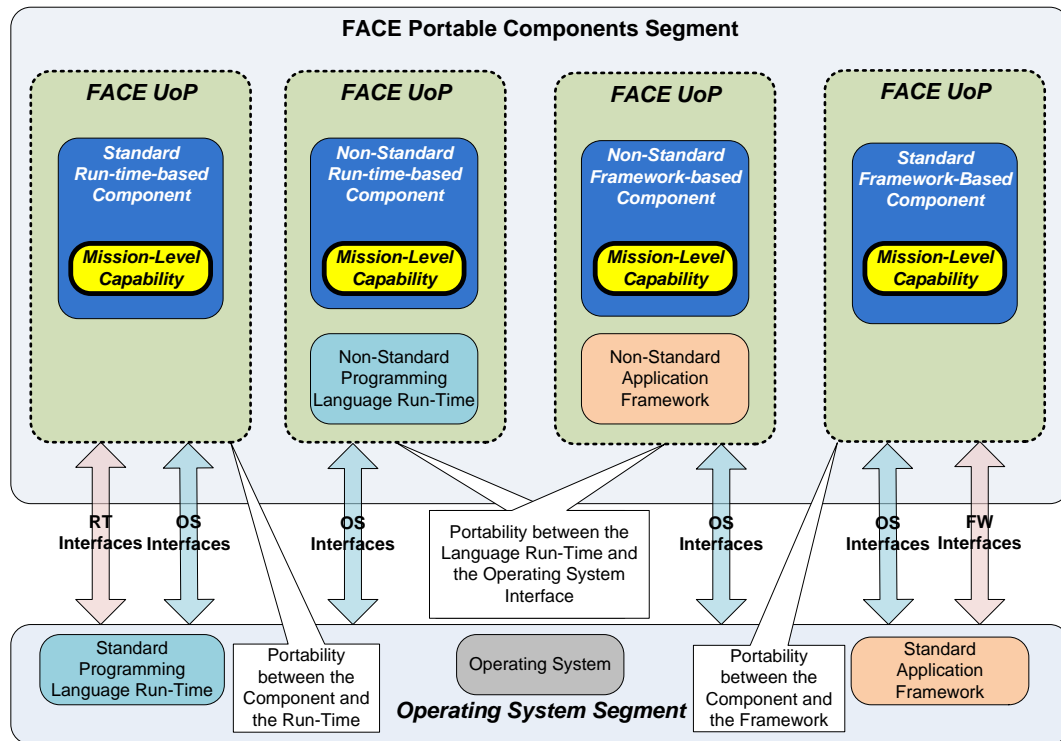 FACE Portable Components Segment
FACE UoP
Standard
Run-time-based
Component
Mission-Level
Capability
FACE UoP
Non-Standard
Run-time-based
Component
Mission-Level
Capability
Non-Standard
Programming
Language Run-Time
FACE UoP
Non-Standard
Framework-based
Component
Mission-Level
Capability
Non-Standard
Application
Framework
FACE UoP
Standard
Framework-Based
Component
Mission-Level
Capability
RT
Interfaces
OS
Interfaces
OS
Interfaces
Portability between the
Language Run-Time and
the Operating System
Interface
OS
Interfaces
OS
Interfaces
FW
Interfaces
Standard
Programming
Language Run-Time
Portability
between the
Component and
the Run-Time
Operating System
Operating System Segment
Portability
between the
Component and
the Framework
Standard
Application
Framework